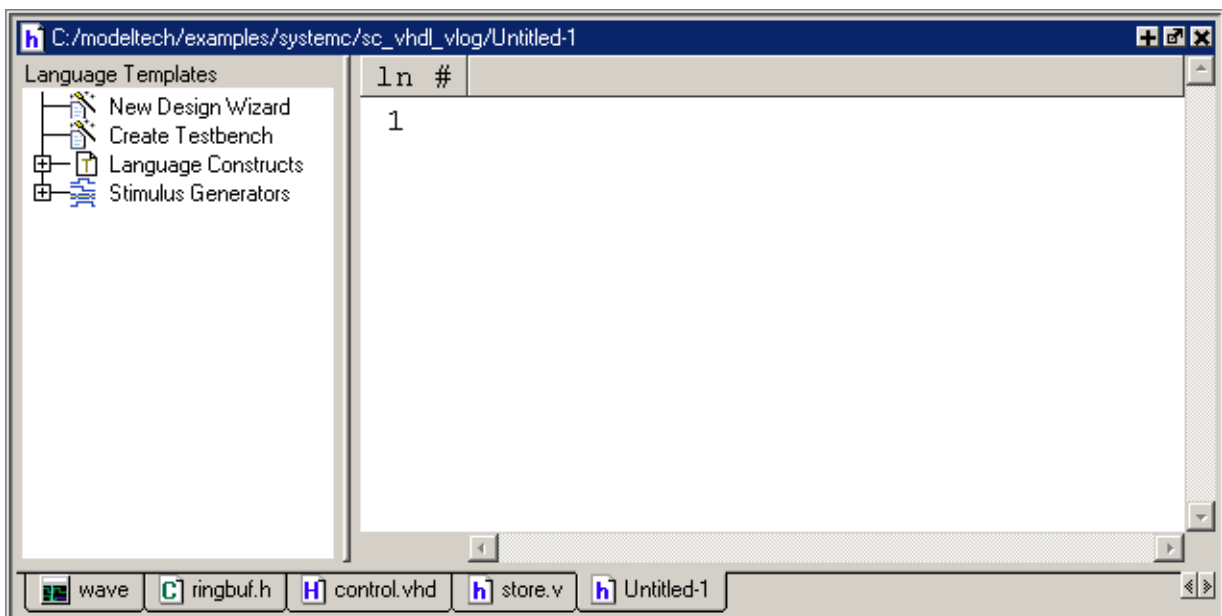 h C:/modeltech/examples/systemc/sc_vhdl_vlog/Untitled-1
Language Templates
ln #
New Design Wizard
1
Create Testbench
Language Constructs
Stimulus Generators
wave C ringbuf.h H control.vhd h store.v h Untitled-1